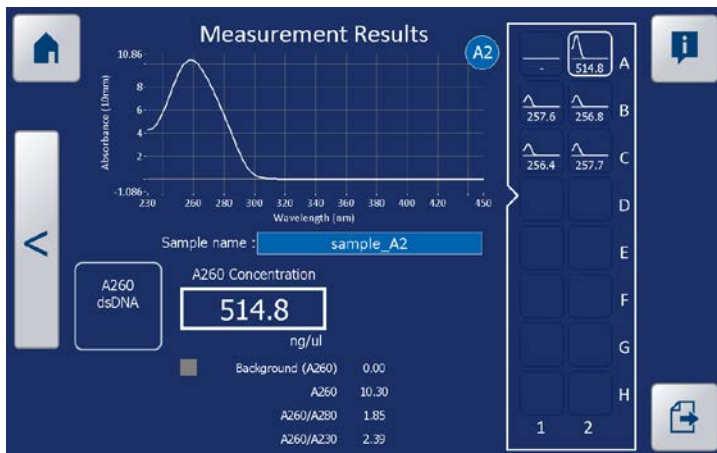 Measurement Results
A2
10.86
8
6
4
2
-1.086
Absorbance (10mm)
230 260 280 300 320 340 360 380 400 420 450
Wavelength (nm)
Sample name : sample_A2
A260
dsDNA
A260 Concentration
514.8
ng/ul
Background (A260) 0.00
A260 10.30
A260/A280 1.85
A260/A230 2.39
- 514.8 A
257.6 256.8 B
256.4 257.7 C
D
E
F
G
H
1 2
i
<